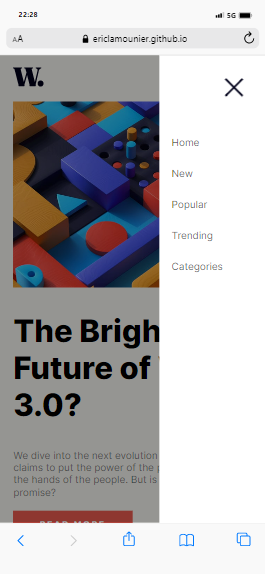 22:28
5G
AA
ericlamounier.github.io
W.
Home
New
Popular
Trending
Categories
The Brigh
Future of
3.0?
We dive into the next evolution
claims to put the power of the p
the hands of the people. But is
promise?
READ MORE